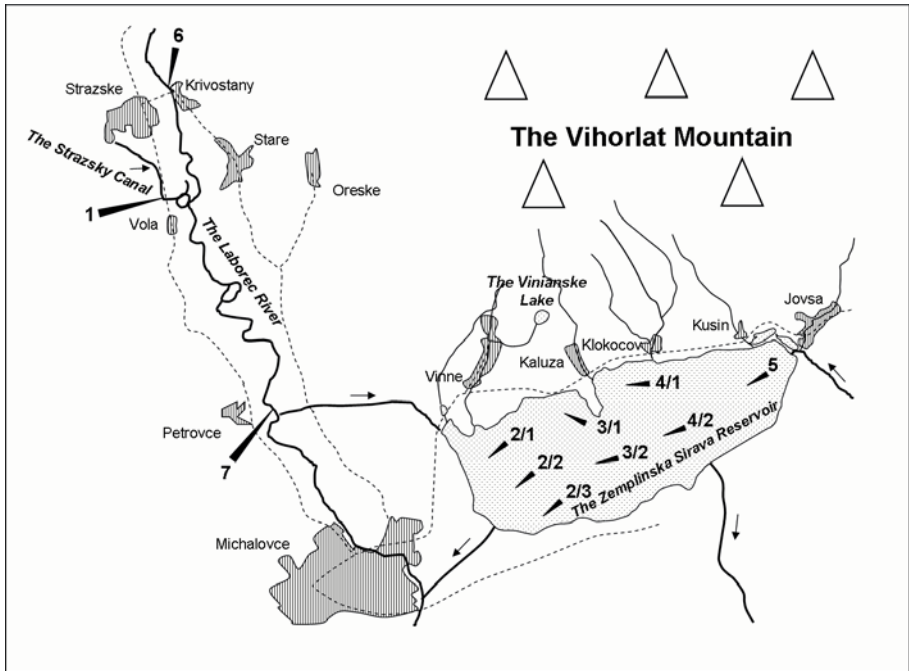 6
Strazske
Krivostany
The Vihorlat Mountain
The Strazsky Canal
Stare
Oreske
1
Vola
The Laborec River
The Vinianske
Lake
Jovsa
Kusin
Klokocov
Kaluza
Vinne
4/1
5
3/1
4/2
2/1
3/2
2/2
2/3
The Zemplinska Sirava Reservoir
Petrovce
7
Michalovce